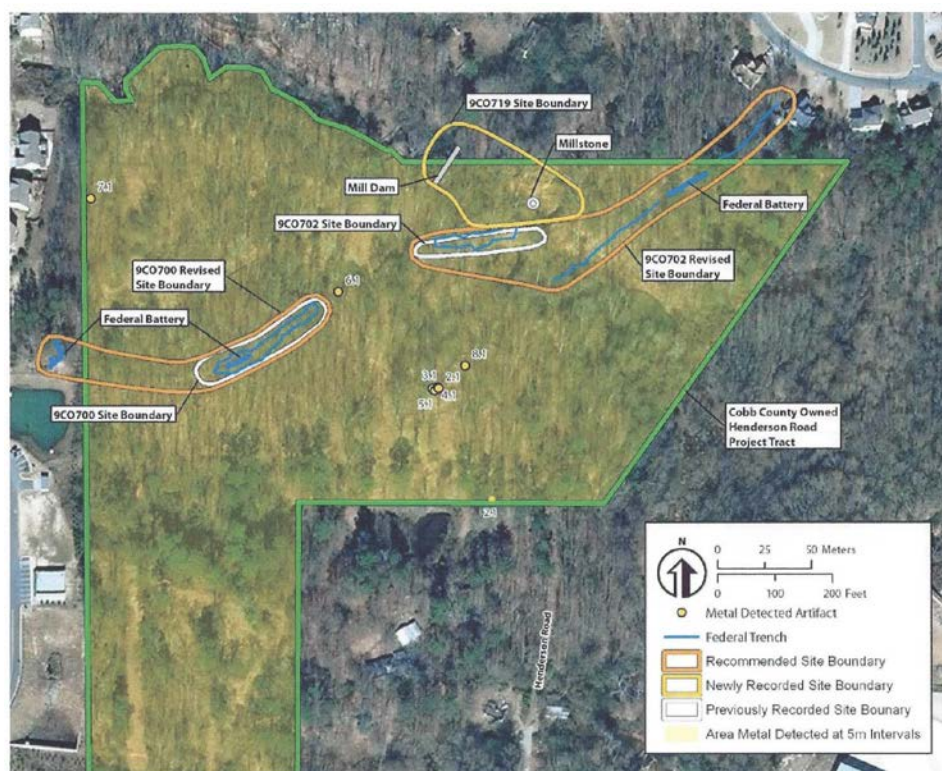 9CO719 Site Boundary
Millstone
Mill Dam
7.1
9CO702 Site Boundary
Federal Battery
9CO700 Revised
Site Boundary
9CO702 Revised
Site Boundary
6.1
Federal Battery
8.1
3.1
2.1
4.1
5.1
9CO700 Site Boundary
Cobb County Owned
Henderson Road
Project Tract
2.1
Henderson Road
N
0 25 50 Meters
0 100 200 Feet
Metal Detected Artifact
Federal Trench
Recommended Site Boundary
Newly Recorded Site Boundary
Previously Recorded Site Bounary
Area Metal Detected at 5m Intervals